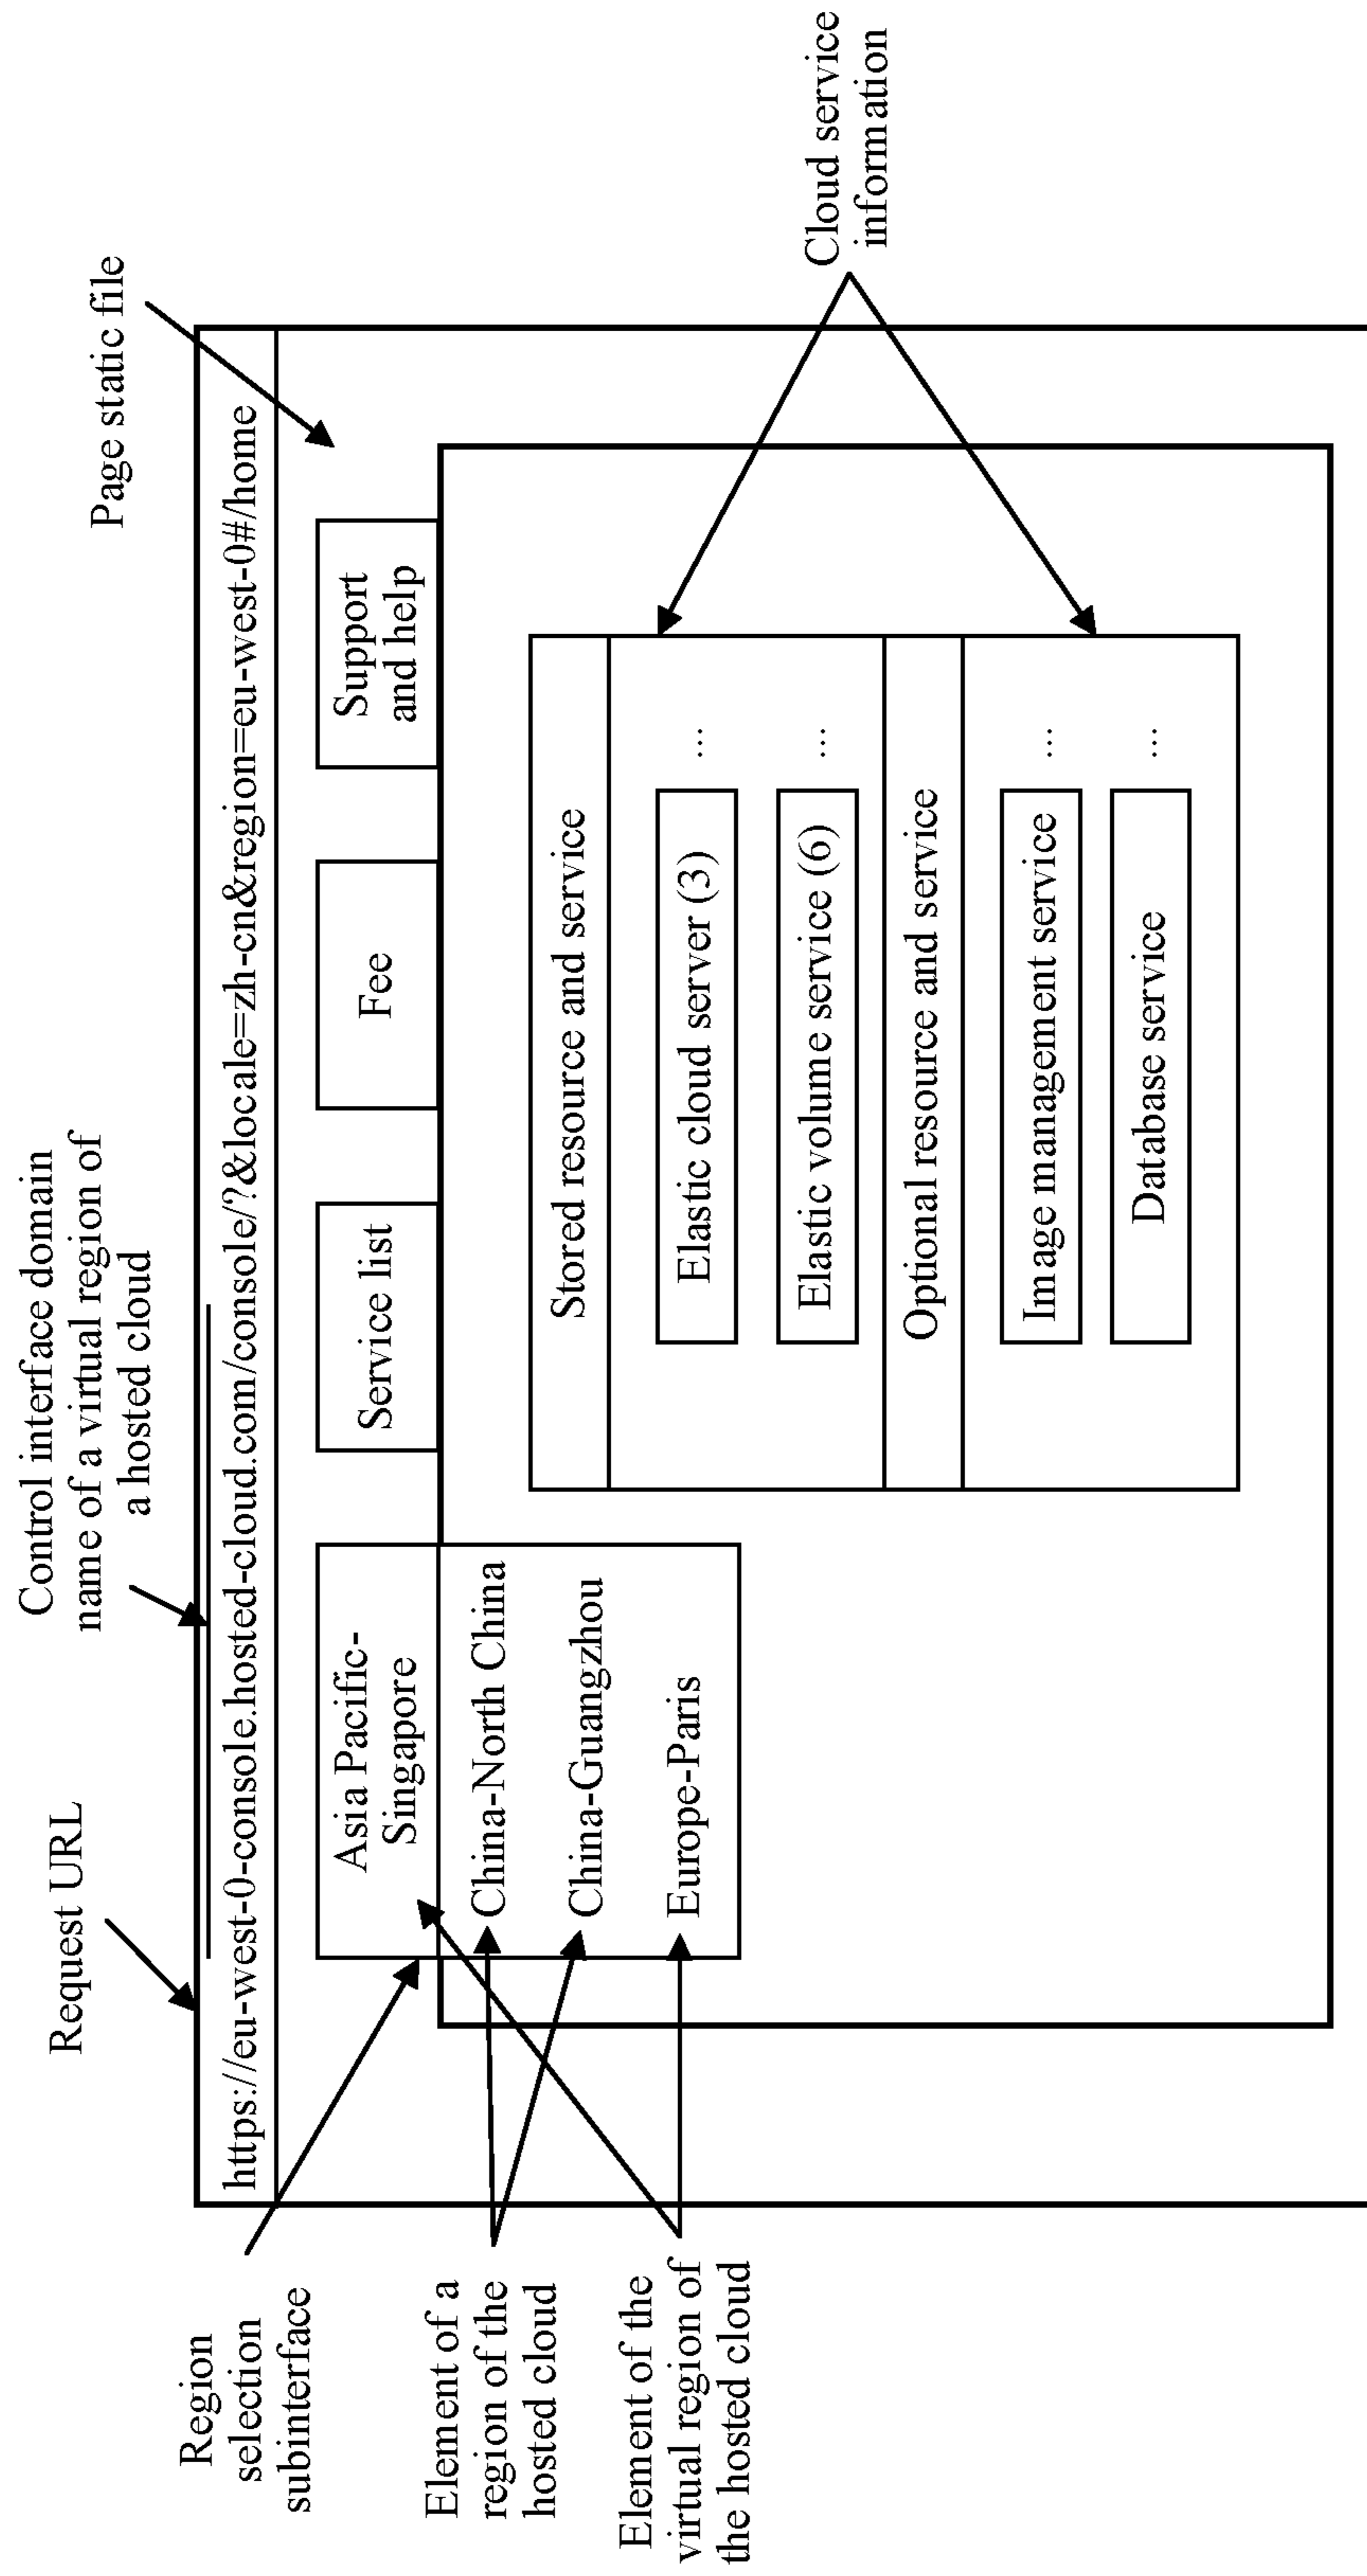 Request URL
Control interface domain
name of a virtual region of
a hosted cloud
Page static file
https://eu-west-0-console.hosted-cloud.com/console/?&locale=zh-cn&region=eu-west-0#/home
Region
selection
subinterface
Asia Pacific-
Singapore
Service list
Fee
Support
and help
Element of a
region of the
hosted cloud
China-North China
China-Guangzhou
Europe-Paris
Element of the
virtual region of
the hosted cloud
Stored resource and service
Elastic cloud server (3)
...
Elastic volume service (6)
...
Optional resource and service
Image management service
...
Database service
...
Cloud service
information